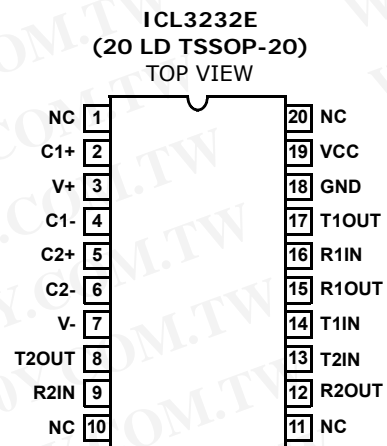 ICL3232E
(20 LD TSSOP-20)
TOP VIEW
NC 1 20 NC
C1+ 2 19 VCC
V+ 3 18 GND
C1- 4 17 T1OUT
C2+ 5 16 R1IN
C2- 6 15 R1OUT
V- 7 14 T1IN
T2OUT 8 13 T2IN
R2IN 9 12 R2OUT
NC 10 11 NC